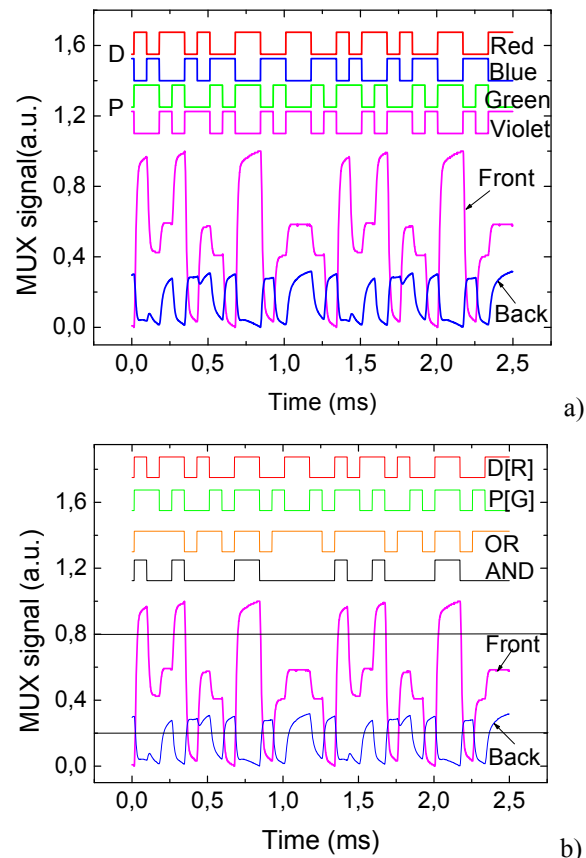 a)
MUX signal(a.u.)
1,6
1,2
0,8
0,4
0,0
D
P
Red
Blue
Green
Violet
Front
Back
0,0 0,5 1,0 1,5 2,0 2,5
Time (ms)
b)
MUX signal (a.u.)
1,6
1,2
0,8
0,4
0,0
D[R]
P[G]
OR
AND
Front
Back
0,0 0,5 1,0 1,5 2,0 2,5
Time (ms)